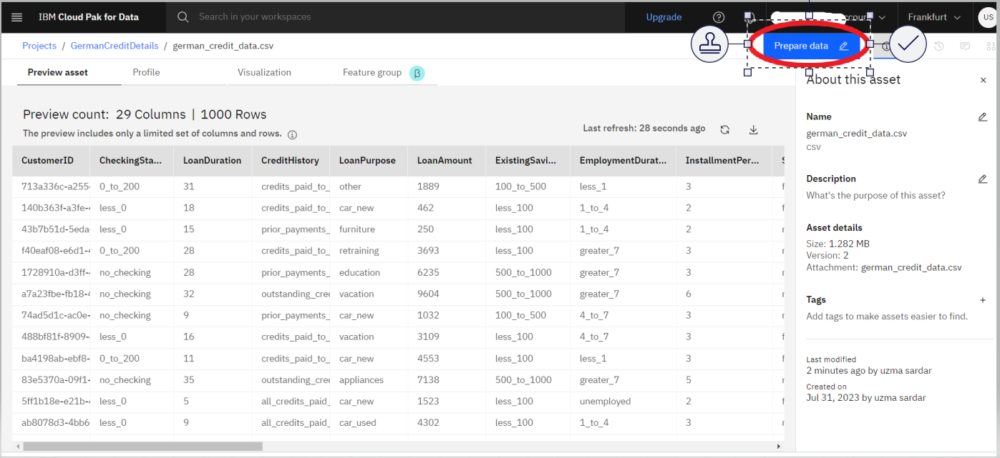 IBM Cloud Pak for Data
Search in your workspaces
Upgrade
Frankfurt
US
Projects / GermanCreditDetails / german_credit_data.csv
Prepare data
Preview asset
Profile
Visualization
Feature group β
Preview count: 29 Columns | 1000 Rows
The preview includes only a limited set of columns and rows.
Last refresh: 28 seconds ago
CustomerID CheckingSta... LoanDuration CreditHistory LoanPurpose LoanAmount ExistingSavi... EmploymentDurat... InstallmentPer...
713a336c-a255- 0_to_200 31 credits_paid_to_ other 1889 100_to_500 less_1 3
140b363f-a3fe- less_0 18 credits_paid_to_ car_new 462 less_100 1_to_4 2
43b7b51d-5eda less_0 15 prior_payments_ furniture 250 less_100 1_to_4 2
f40eaf08-e6d1- 0_to_200 28 credits_paid_to_ retraining 3693 less_100 greater_7 3
1728910a-d3ff- no_checking 28 prior_payments_ education 6235 500_to_1000 greater_7 3
a7a23fbe-fb18- no_checking 32 outstanding_cre vacation 9604 500_to_1000 greater_7 6
74ad5d1c-ac0e- no_checking 9 prior_payments_ car_new 1032 100_to_500 4_to_7 3
488bf81f-8909- less_0 16 credits_paid_to_ vacation 3109 less_100 4_to_7 3
ba4198ab-ebf8- 0_to_200 11 credits_paid_to_ car_new 4553 less_100 less_1 3
83e5370a-09f1- no_checking 35 outstanding_cre appliances 7138 500_to_1000 greater_7 5
5ff1b18e-e21b- less_0 5 all_credits_paid_ car_new 1523 less_100 unemployed 2
ab8078d3-4bb6 less_0 9 all_credits_paid_ car_used 4302 less_100 1_to_4 3
About this asset
Name
german_credit_data.csv
CSV
Description
What's the purpose of this asset?
Asset details
Size: 1.282 MB
Version: 2
Attachment: german_credit_data.csv
Tags
Add tags to make assets easier to find.
Last modified
2 minutes ago by uzma sardar
Created on
Jul 31, 2023 by uzma sardar